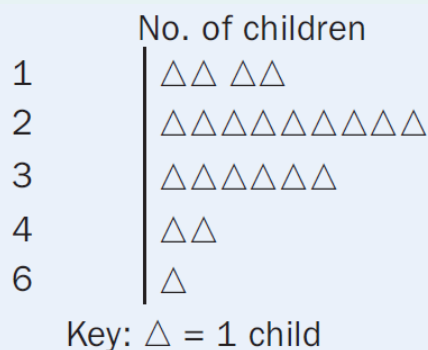 No. of children
1 △△ △△
2 △△△△△△△△△
3 △△△△△△
4 △△
6 △
Key: △ = 1 child